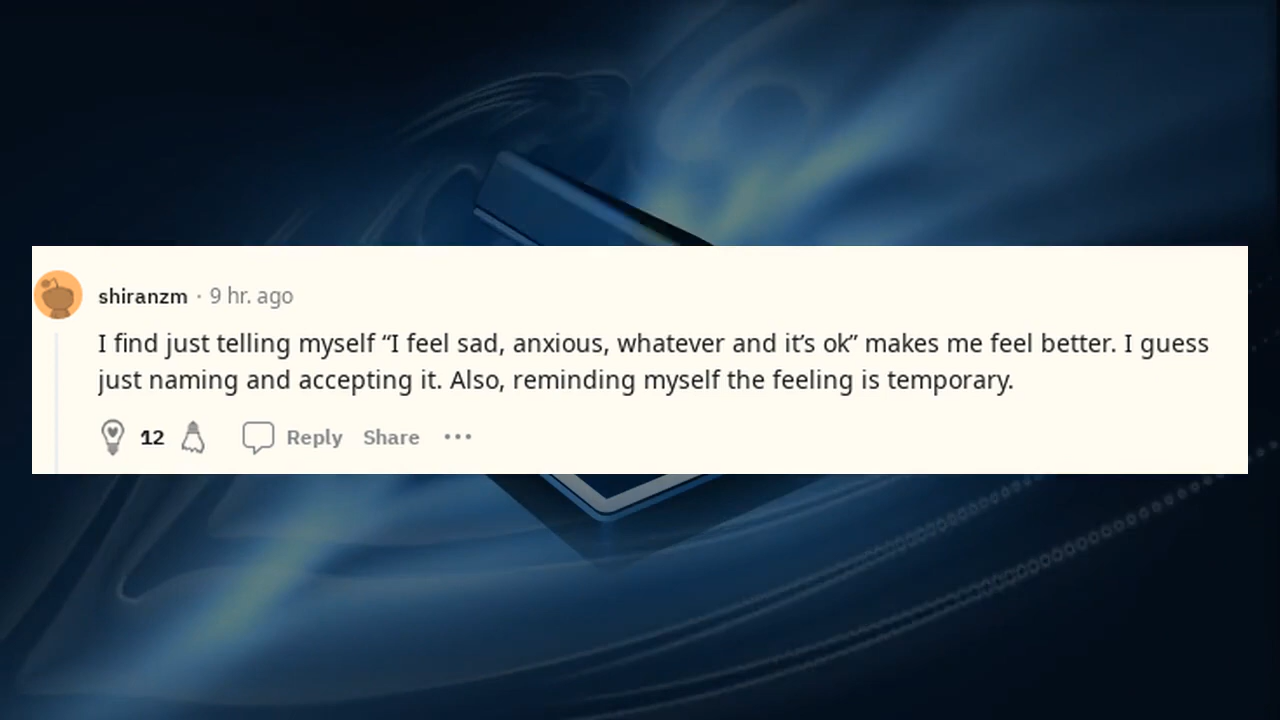 shiranzm · 9 hr. ago
I find just telling myself “I feel sad, anxious, whatever and it’s ok” makes me feel better. I guess
just naming and accepting it. Also, reminding myself the feeling is temporary.
12 Reply Share ···